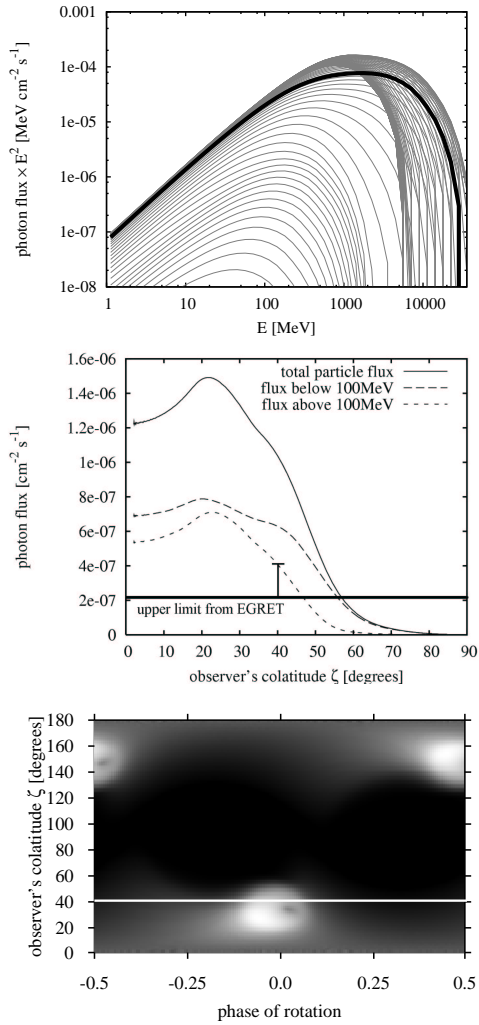 0.001
1e-04
1e-05
1e-06
1e-07
1e-08
photon flux × E² [MeV cm⁻² s⁻¹]
1 10 100 1000 10000
E [MeV]
1.6e-06
1.4e-06
1.2e-06
1e-06
8e-07
6e-07
4e-07
2e-07
0
photon flux [cm⁻² s⁻¹]
total particle flux
flux below 100MeV
flux above 100MeV
upper limit from EGRET
0 10 20 30 40 50 60 70 80 90
observer's colatitude ζ [degrees]
180
160
140
120
100
80
60
40
20
0
observer's colatitude ζ [degrees]
-0.5 -0.25 0.0 0.25 0.5
phase of rotation